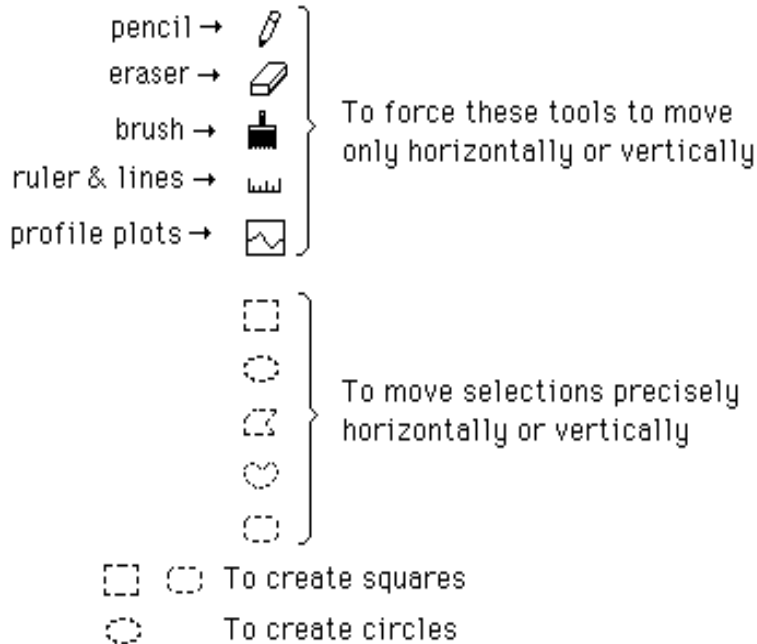 pencil →
eraser →
brush →
ruler & lines →
profile plots →
To force these tools to move
only horizontally or vertically
To move selections precisely
horizontally or vertically
To create squares
To create circles